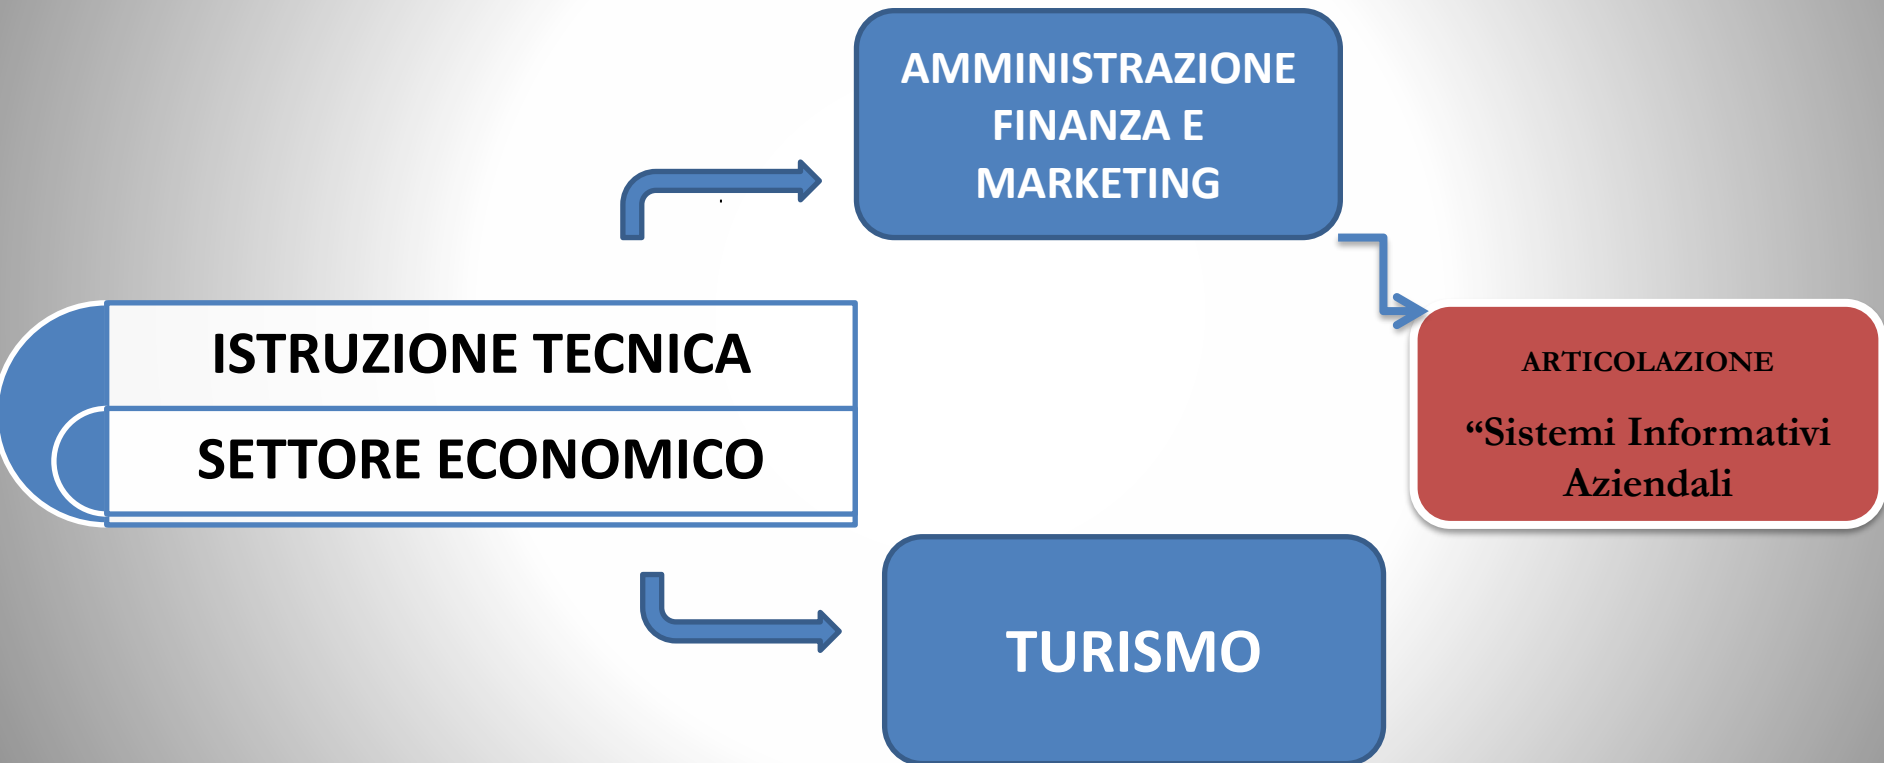 AMMINISTRAZIONE
FINANZA E
MARKETING
ISTRUZIONE TECNICA
SETTORE ECONOMICO
ARTICOLAZIONE
“Sistemi Informativi
Aziendali
TURISMO